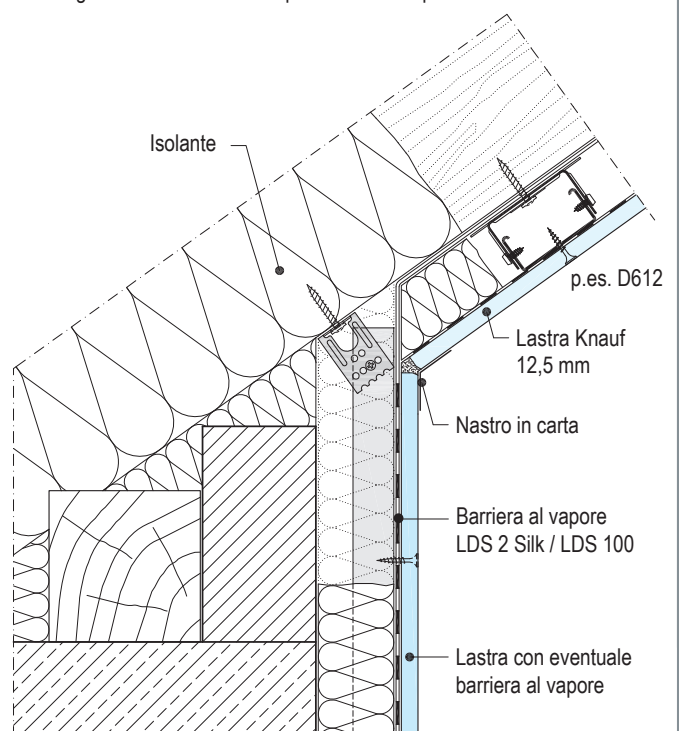 Isolante
p.es. D612
Lastra Knauf
12,5 mm
Nastro in carta
Barriera al vapore
LDS 2 Silk / LDS 100
Lastra con eventuale
barriera al vapore